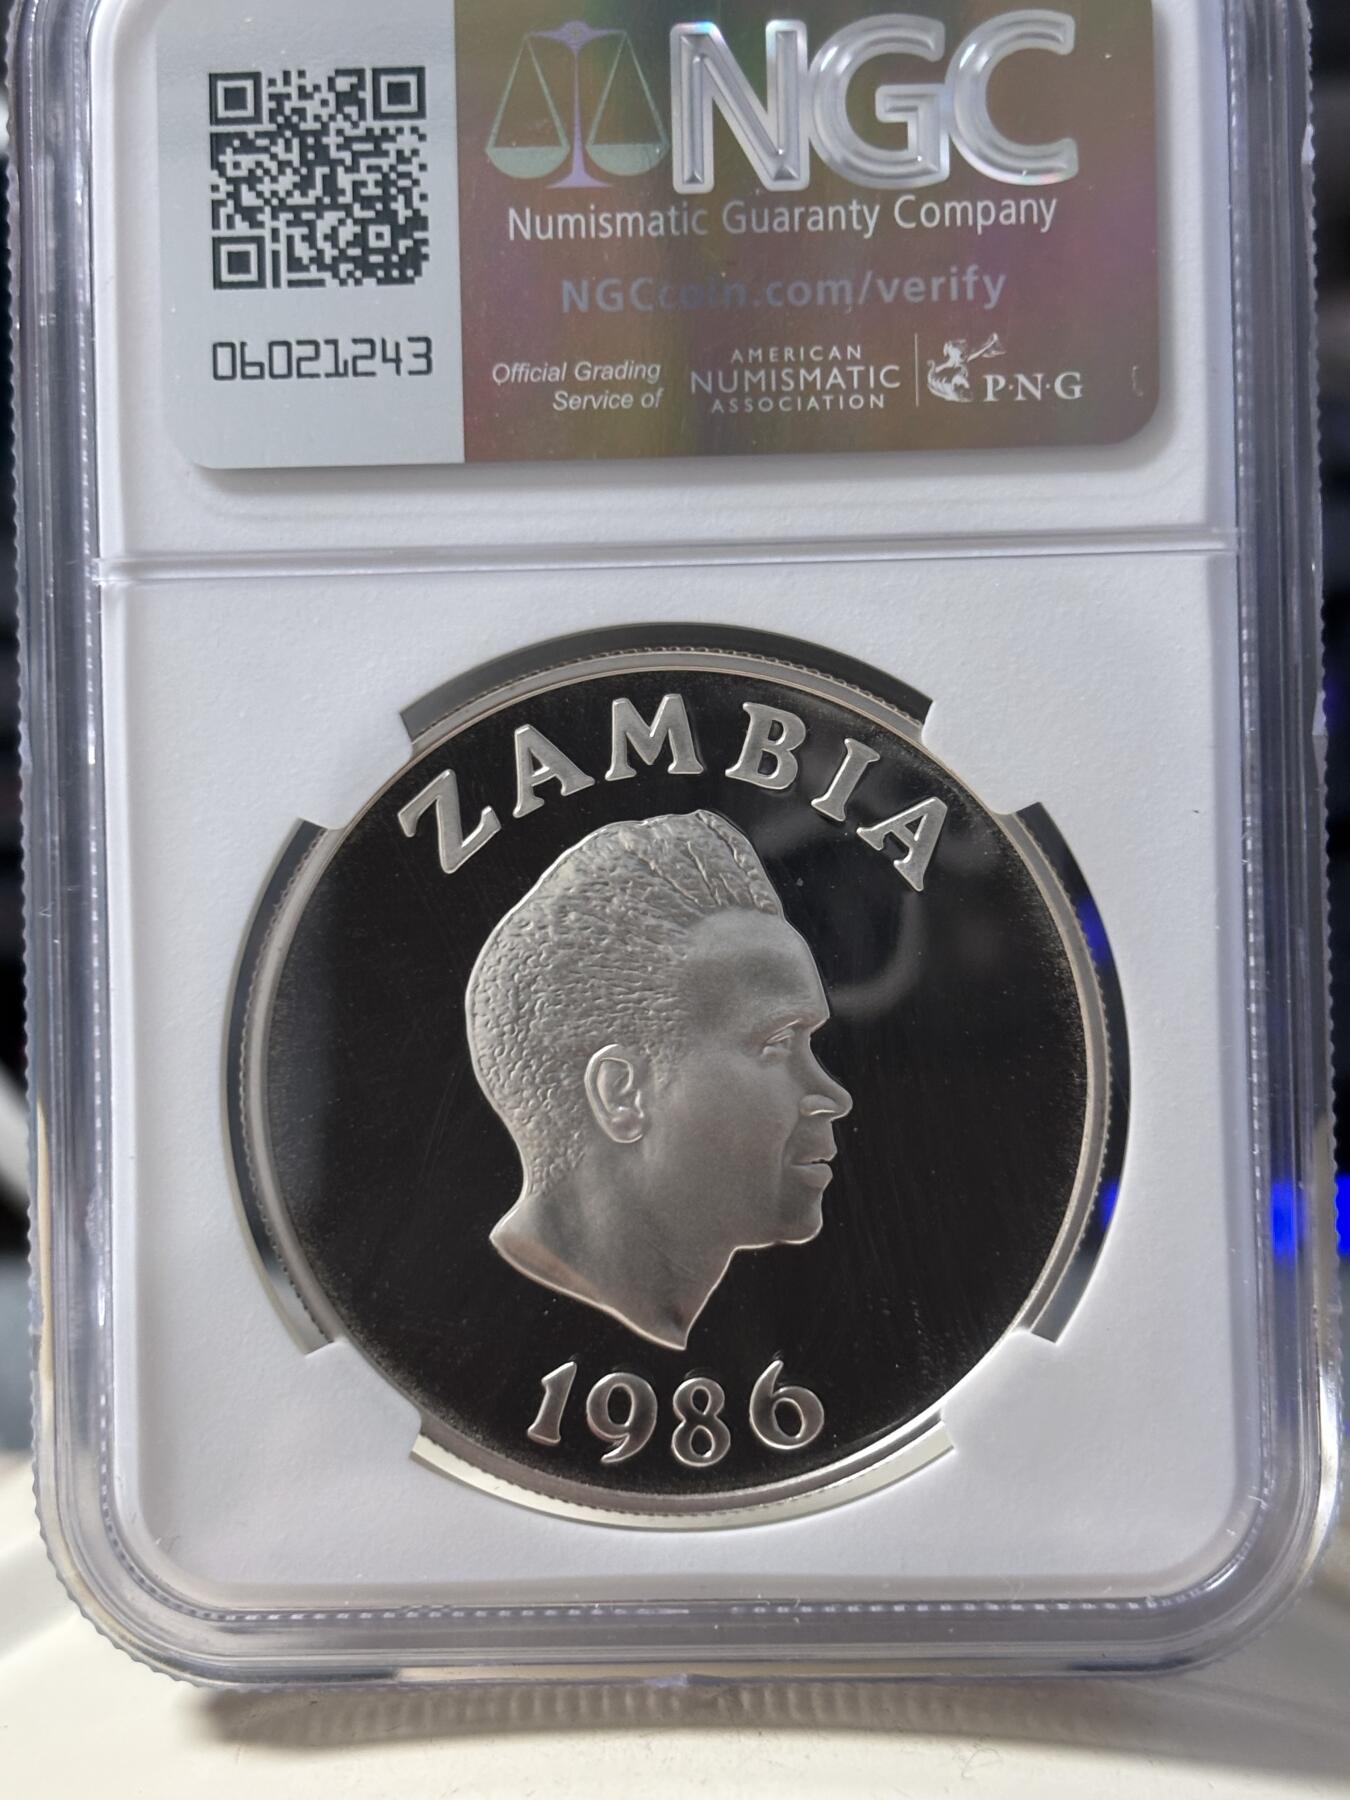 NGC
Numismatic Guaranty Company
NGCcoin.com/verify
06021243
Official Grading
Service of
AMERICAN
NUMISMATIC
ASSOCIATION
P·N·G
ZAMBIA
1986